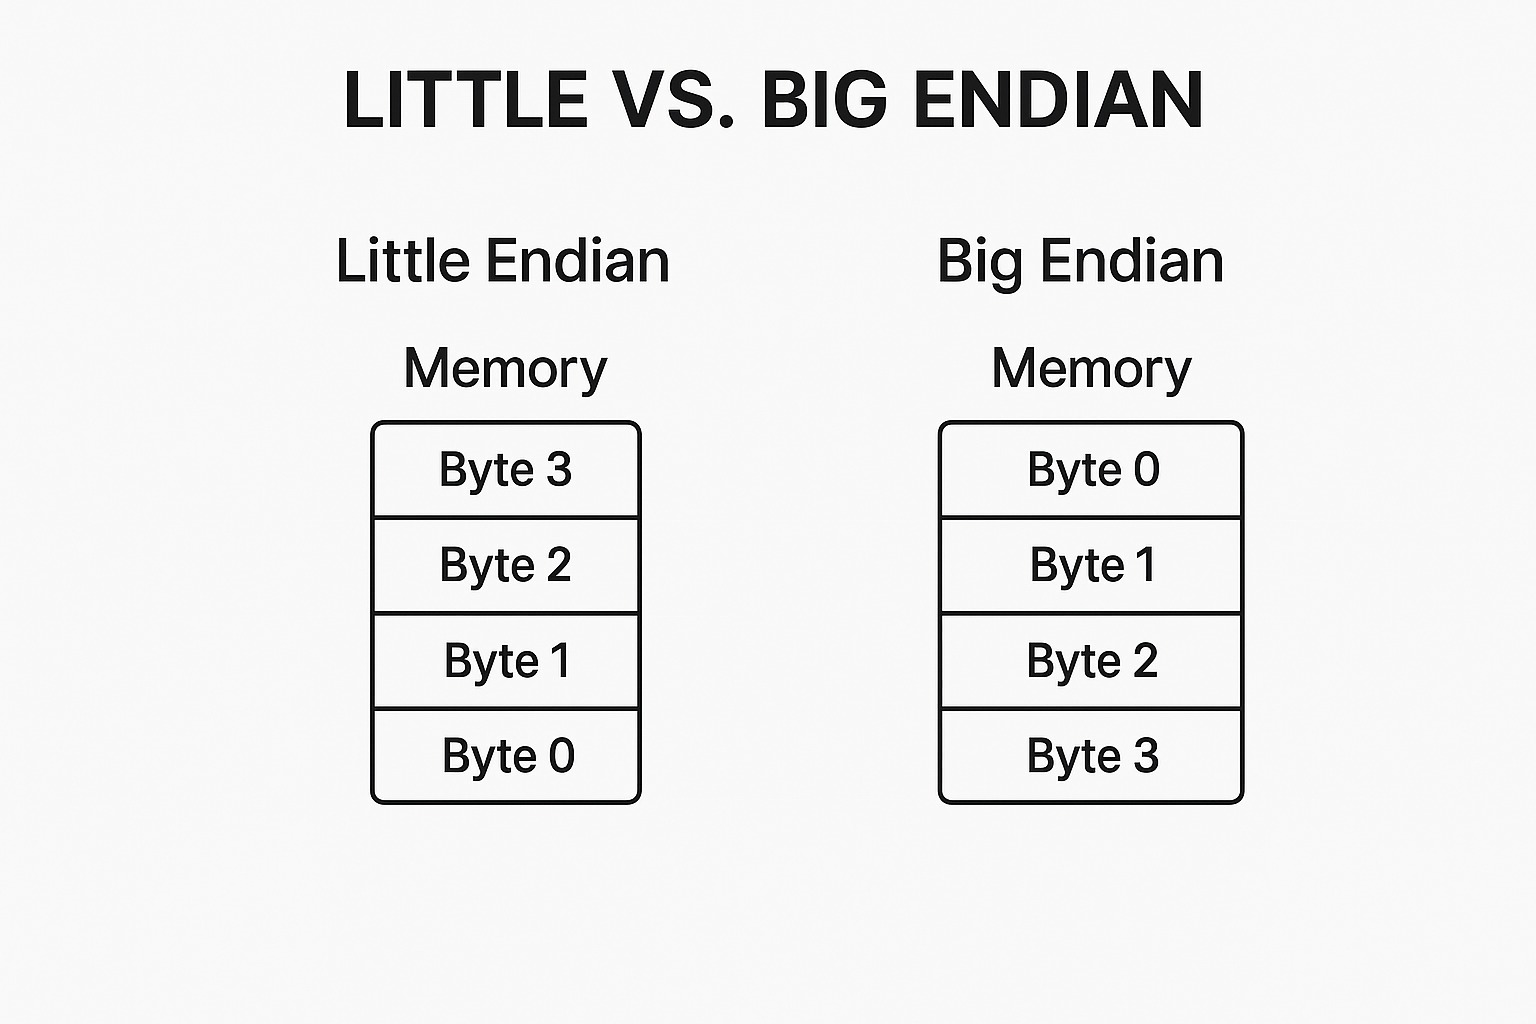 LITTLE VS. BIG ENDIAN
Little Endian
Memory
Byte 3
Byte 2
Byte 1
Byte 0
Big Endian
Memory
Byte 0
Byte 1
Byte 2
Byte 3